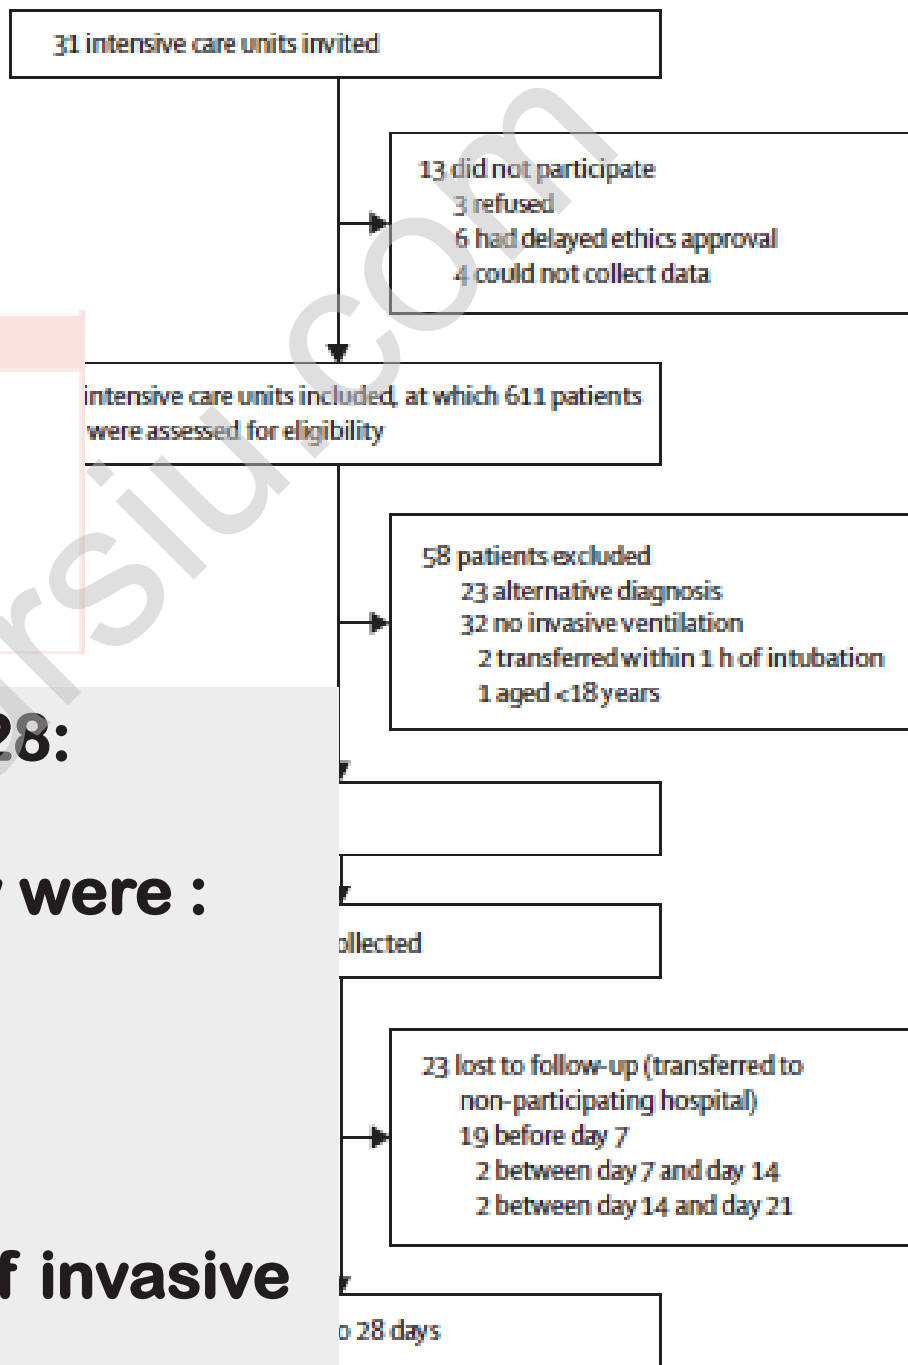 31 intensive care units invited
13 did not participate
3 refused
6 had delayed ethics approval
4 could not collect data
intensive care units included, at which 611 patients
were assessed for eligibility
58 patients excluded
23 alternative diagnosis
32 no invasive ventilation
2 transferred within 1 h of intubation
1 aged <18 years
28:
were :
ollected
23 lost to follow-up (transferred to
non-participating hospital)
19 before day 7
2 between day 7 and day 14
2 between day 14 and day 21
f invasive
o 28 days
arsiu.com